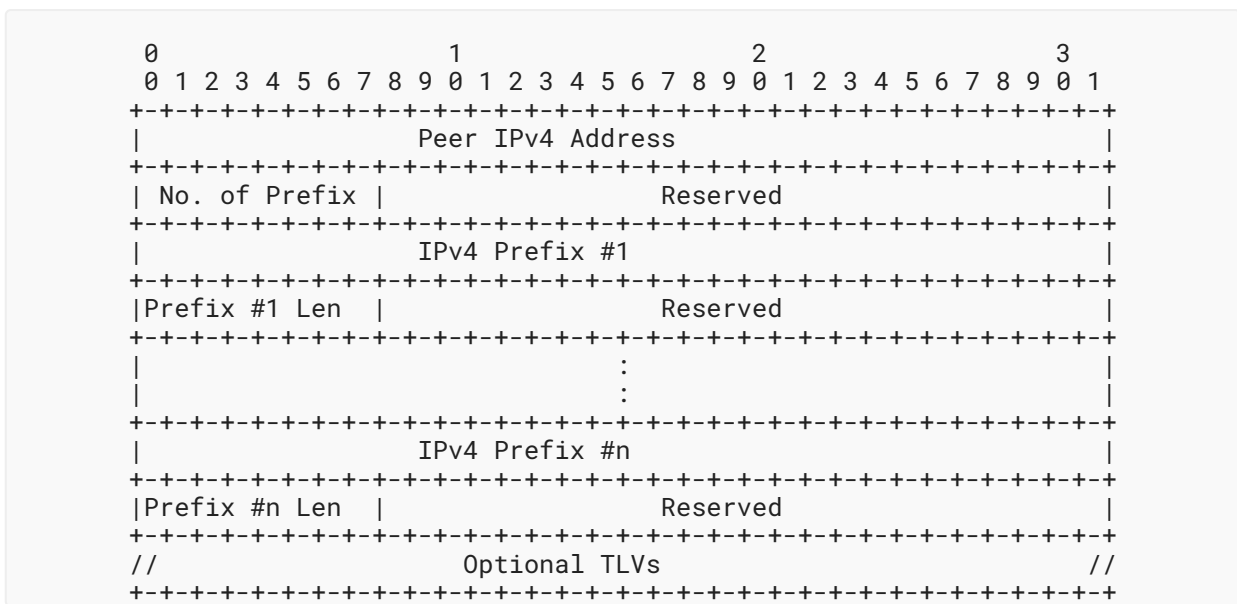 0                   1                   2                   3
 0 1 2 3 4 5 6 7 8 9 0 1 2 3 4 5 6 7 8 9 0 1 2 3 4 5 6 7 8 9 0 1
+-+-+-+-+-+-+-+-+-+-+-+-+-+-+-+-+-+-+-+-+-+-+-+-+-+-+-+-+-+-+-+-+
|                  Peer IPv4 Address                            |
+-+-+-+-+-+-+-+-+-+-+-+-+-+-+-+-+-+-+-+-+-+-+-+-+-+-+-+-+-+-+-+-+
| No. of Prefix |                  Reserved                     |
+-+-+-+-+-+-+-+-+-+-+-+-+-+-+-+-+-+-+-+-+-+-+-+-+-+-+-+-+-+-+-+-+
|                  IPv4 Prefix #1                               |
+-+-+-+-+-+-+-+-+-+-+-+-+-+-+-+-+-+-+-+-+-+-+-+-+-+-+-+-+-+-+-+-+
|Prefix #1 Len  |                  Reserved                     |
+-+-+-+-+-+-+-+-+-+-+-+-+-+-+-+-+-+-+-+-+-+-+-+-+-+-+-+-+-+-+-+-+
|                               :                               |
|                               :                               |
+-+-+-+-+-+-+-+-+-+-+-+-+-+-+-+-+-+-+-+-+-+-+-+-+-+-+-+-+-+-+-+-+
|                  IPv4 Prefix #n                               |
+-+-+-+-+-+-+-+-+-+-+-+-+-+-+-+-+-+-+-+-+-+-+-+-+-+-+-+-+-+-+-+-+
|Prefix #n Len  |                  Reserved                     |
+-+-+-+-+-+-+-+-+-+-+-+-+-+-+-+-+-+-+-+-+-+-+-+-+-+-+-+-+-+-+-+-+
//                    Optional TLVs                            //
+-+-+-+-+-+-+-+-+-+-+-+-+-+-+-+-+-+-+-+-+-+-+-+-+-+-+-+-+-+-+-+-+